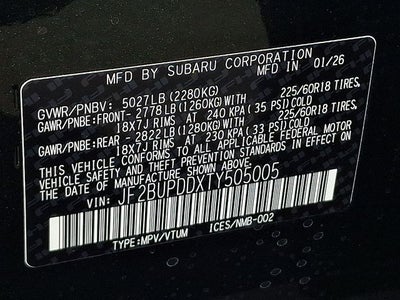 MFD BY SUBARU CORPORATION IN 01/26
GVWR/PNBV: 5027LB (2280KG)
GAWR/PNBE:FRONT- 2778LB(1260KG)WITH 225/60R18 TIRES,
18X7J RIMS AT 240 KPA (35 PSI) COLD
GAWR/PNBE:REAR - 2822LB(1280KG)WITH 225/60R18 TIRES,
18X7J RIMS AT 230 KPA (33 PSI) COLD
THIS VEHICLE CONFORMS TO ALL APPLICABLE FEDERAL MOTOR
VEHICLE SAFETY, BUMPER, AND THEFT PREVENTION STANDARDS IN
EFFECT ON THE DATE OF MANUFACTURE SHOWN ABOVE.
VIN: JF2BUPDDXTY505005
TYPE:MPV/VTUM ICES/NMB-002